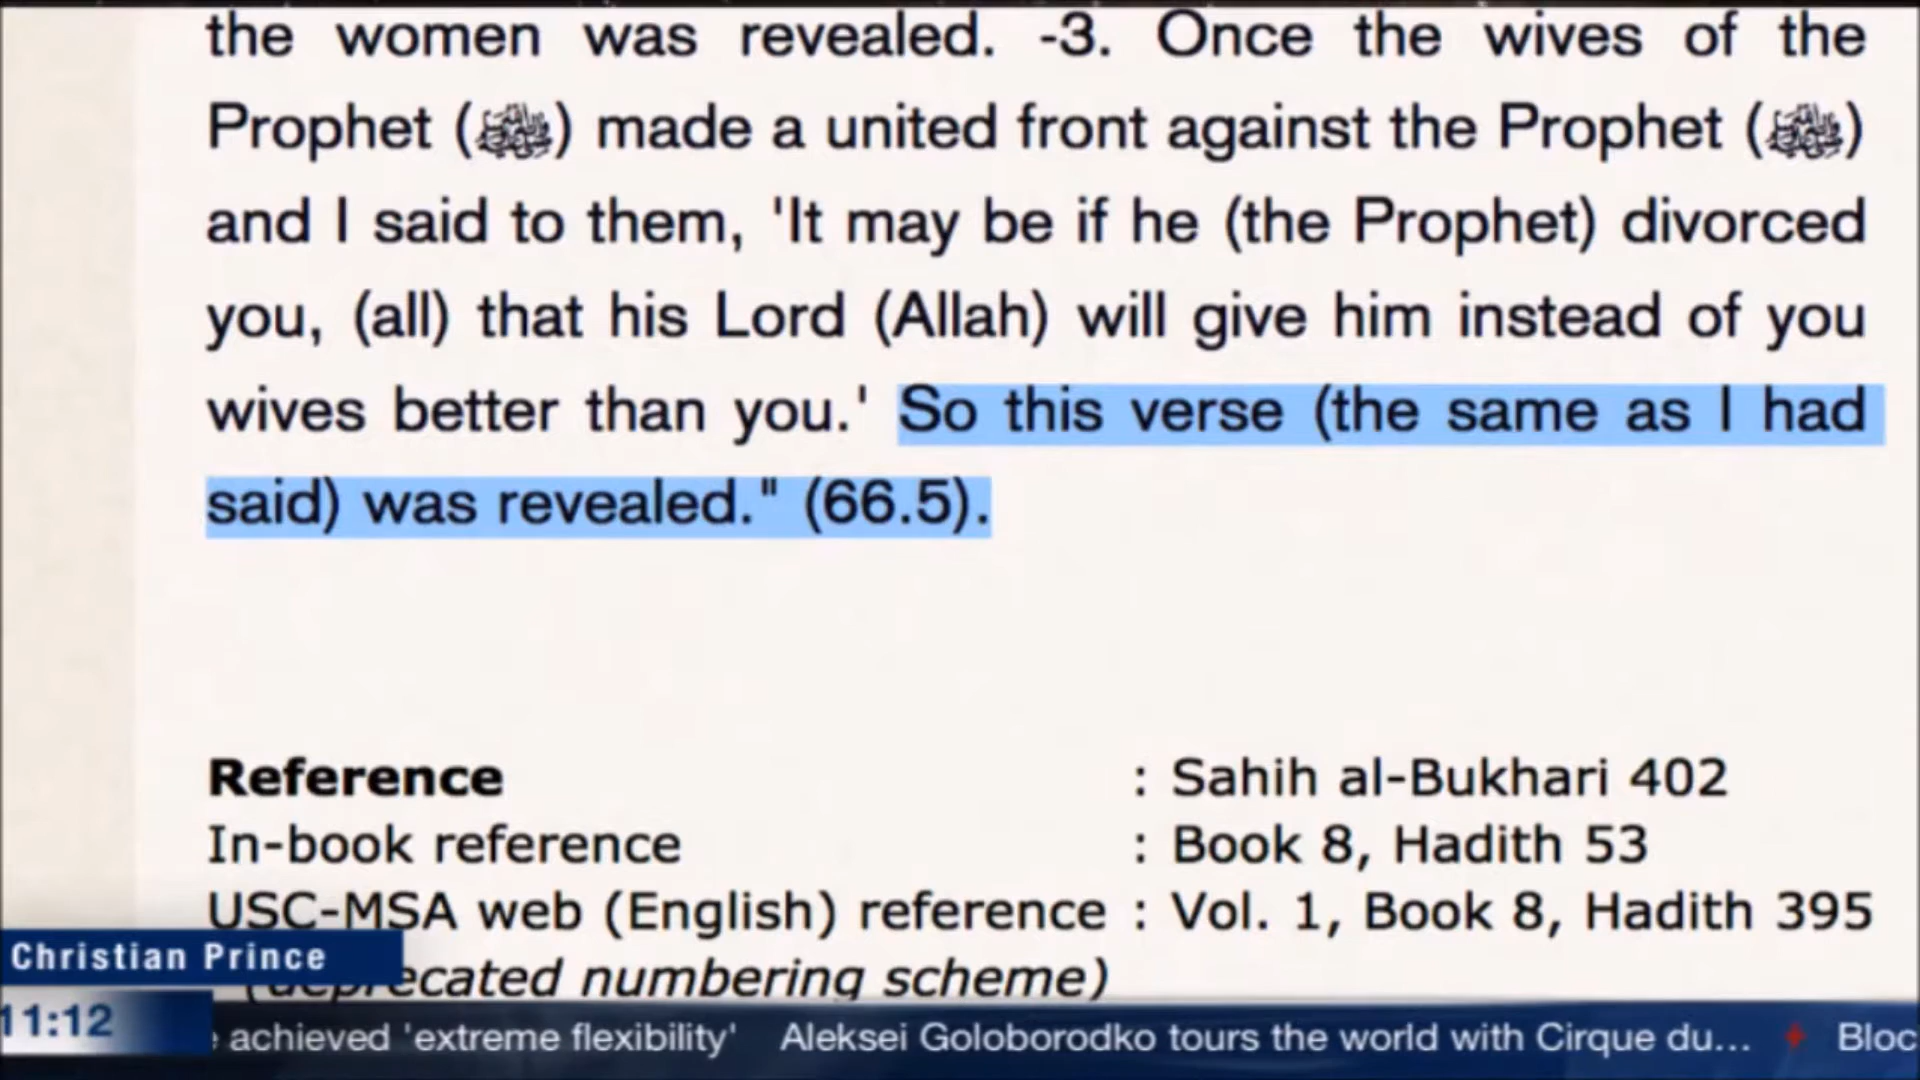 the women was revealed. -3. Once the wives of the
Prophet (ﷺ) made a united front against the Prophet (ﷺ)
and I said to them, 'It may be if he (the Prophet) divorced
you, (all) that his Lord (Allah) will give him instead of you
wives better than you.' So this verse (the same as I had
said) was revealed." (66.5).
Reference : Sahih al-Bukhari 402
In-book reference : Book 8, Hadith 53
USC-MSA web (English) reference : Vol. 1, Book 8, Hadith 395
(deprecated numbering scheme)
Christian Prince
11:12
achieved 'extreme flexibility' Aleksei Goloborodko tours the world with Cirque du...